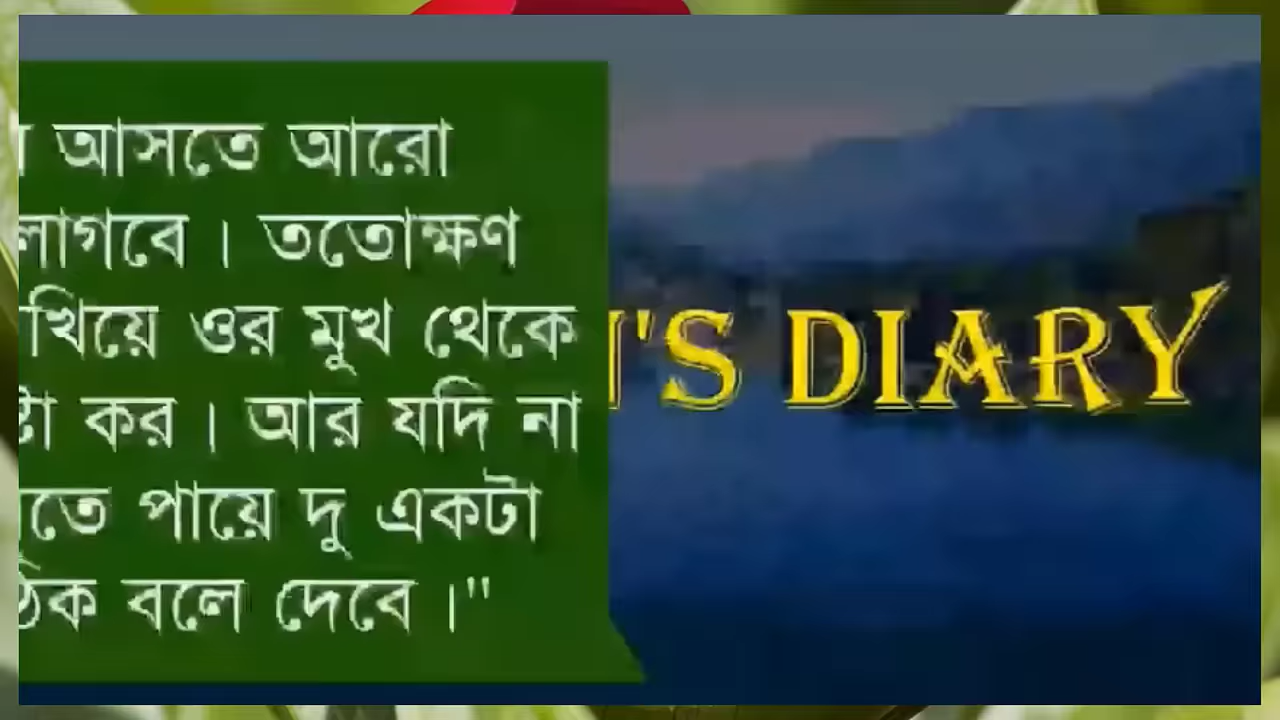 আসতে আরো
লাগবে। ততোক্ষণ
খিয়ে ওর মুখ থেকে
কর। আর যদি না
তে পায়ে দু একটা
ঠিক বলে দেবে।"
'S DIARY